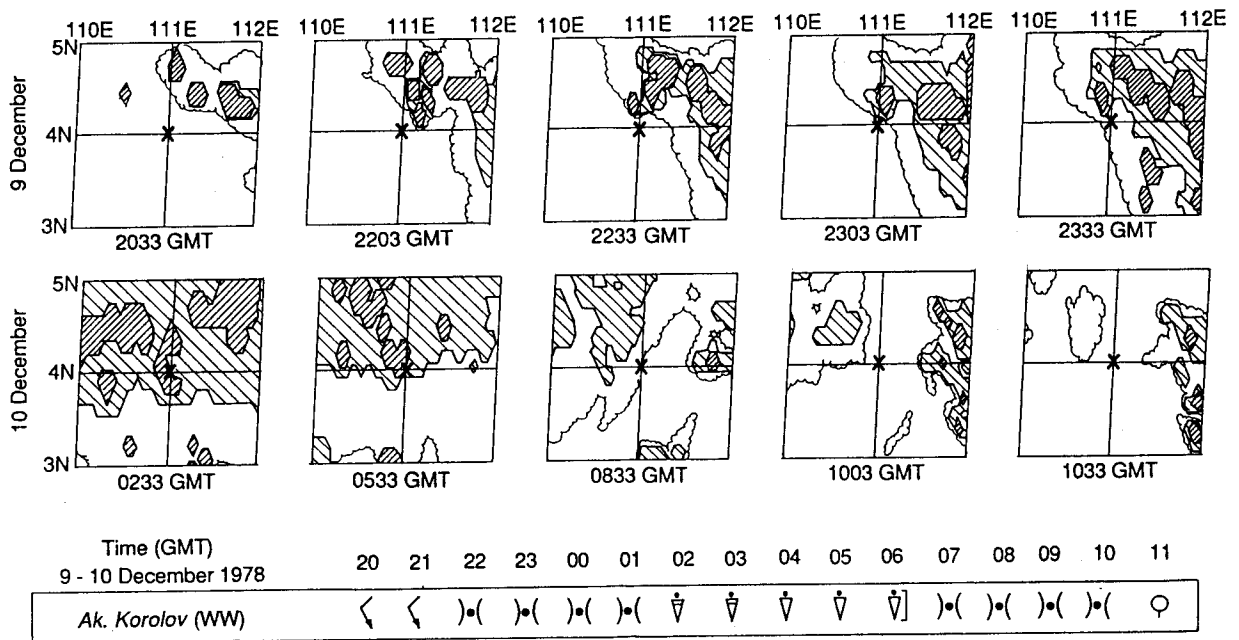 110E 111E 112E 110E 111E 112E 110E 111E 112E 110E 111E 112E 110E 111E 112E
5N
9 December
4N
3N
2033 GMT 2203 GMT 2233 GMT 2303 GMT 2333 GMT
5N
10 December
4N
3N
0233 GMT 0533 GMT 0833 GMT 1003 GMT 1033 GMT
Time (GMT) 20 21 22 23 00 01 02 03 04 05 06 07 08 09 10 11
9 - 10 December 1978
Ak. Korolov (WW)